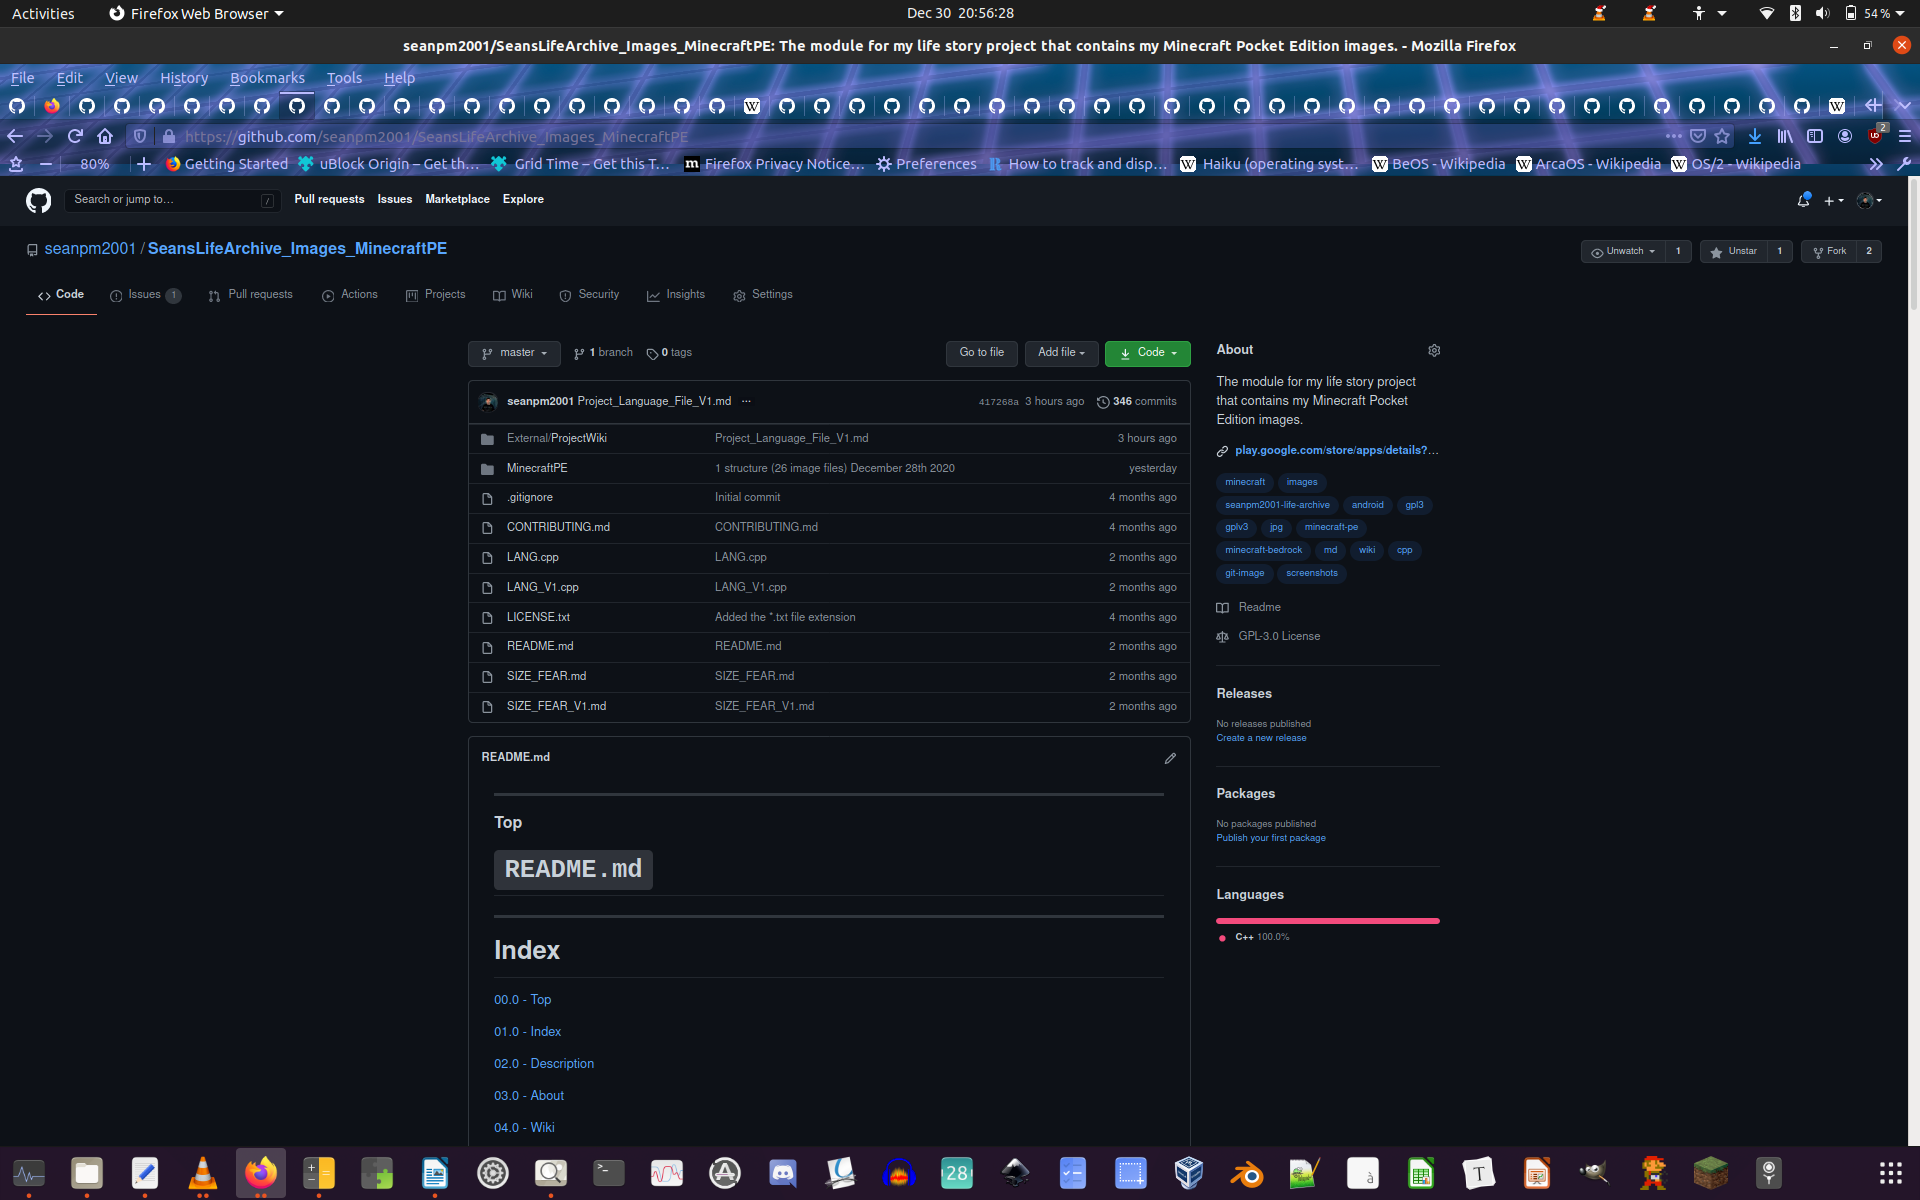 Activities Firefox Web Browser Dec 30 20:56:28 54 %
seanpm2001/SeansLifeArchive_Images_MinecraftPE: The module for my life story project that contains my Minecraft Pocket Edition images. - Mozilla Firefox
File Edit View History Bookmarks Tools Help
https://github.com/seanpm2001/SeansLifeArchive_Images_MinecraftPE 2
80% Getting Started uBlock Origin – Get th… Grid Time – Get this T… Firefox Privacy Notice… Preferences How to track and disp… Haiku (operating syst… BeOS - Wikipedia ArcaOS - Wikipedia OS/2 - Wikipedia
Search or jump to… / Pull requests Issues Marketplace Explore
seanpm2001 / SeansLifeArchive_Images_MinecraftPE Unwatch 1 Unstar 1 Fork 2
Code Issues 1 Pull requests Actions Projects Wiki Security Insights Settings
master 1 branch 0 tags Go to file Add file Code
seanpm2001 Project_Language_File_V1.md ... 417268a 3 hours ago 346 commits
External/ProjectWiki Project_Language_File_V1.md 3 hours ago
MinecraftPE 1 structure (26 image files) December 28th 2020 yesterday
.gitignore Initial commit 4 months ago
CONTRIBUTING.md CONTRIBUTING.md 4 months ago
LANG.cpp LANG.cpp 2 months ago
LANG_V1.cpp LANG_V1.cpp 2 months ago
LICENSE.txt Added the *.txt file extension 4 months ago
README.md README.md 2 months ago
SIZE_FEAR.md SIZE_FEAR.md 2 months ago
SIZE_FEAR_V1.md SIZE_FEAR_V1.md 2 months ago
README.md
Top
README.md
Index
00.0 - Top
01.0 - Index
02.0 - Description
03.0 - About
04.0 - Wiki
About
The module for my life story project
that contains my Minecraft Pocket
Edition images.
play.google.com/store/apps/details?...
minecraft images
seanpm2001-life-archive android gpl3
gplv3 jpg minecraft-pe
minecraft-bedrock md wiki cpp
git-image screenshots
Readme
GPL-3.0 License
Releases
No releases published
Create a new release
Packages
No packages published
Publish your first package
Languages
C++ 100.0%
28